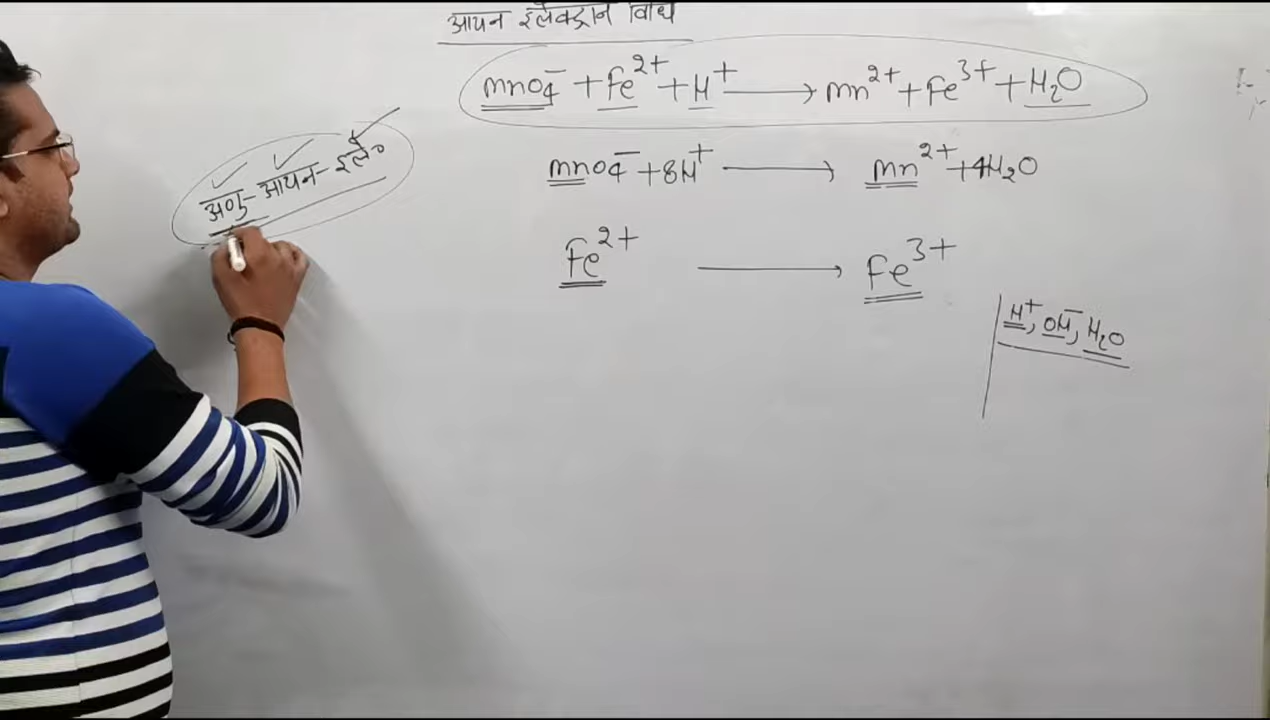 आयन इलेक्ट्रान विधि
mno4⁻ + Fe²⁺ + H⁺ ⟶ mn²⁺ + Fe³⁺ + H₂O
अणु-आयन-इले०
mno4⁻ + 8H⁺ ⟶ mn²⁺ + 4H₂O
Fe²⁺ ⟶ Fe³⁺
H⁺, OH⁻, H₂O